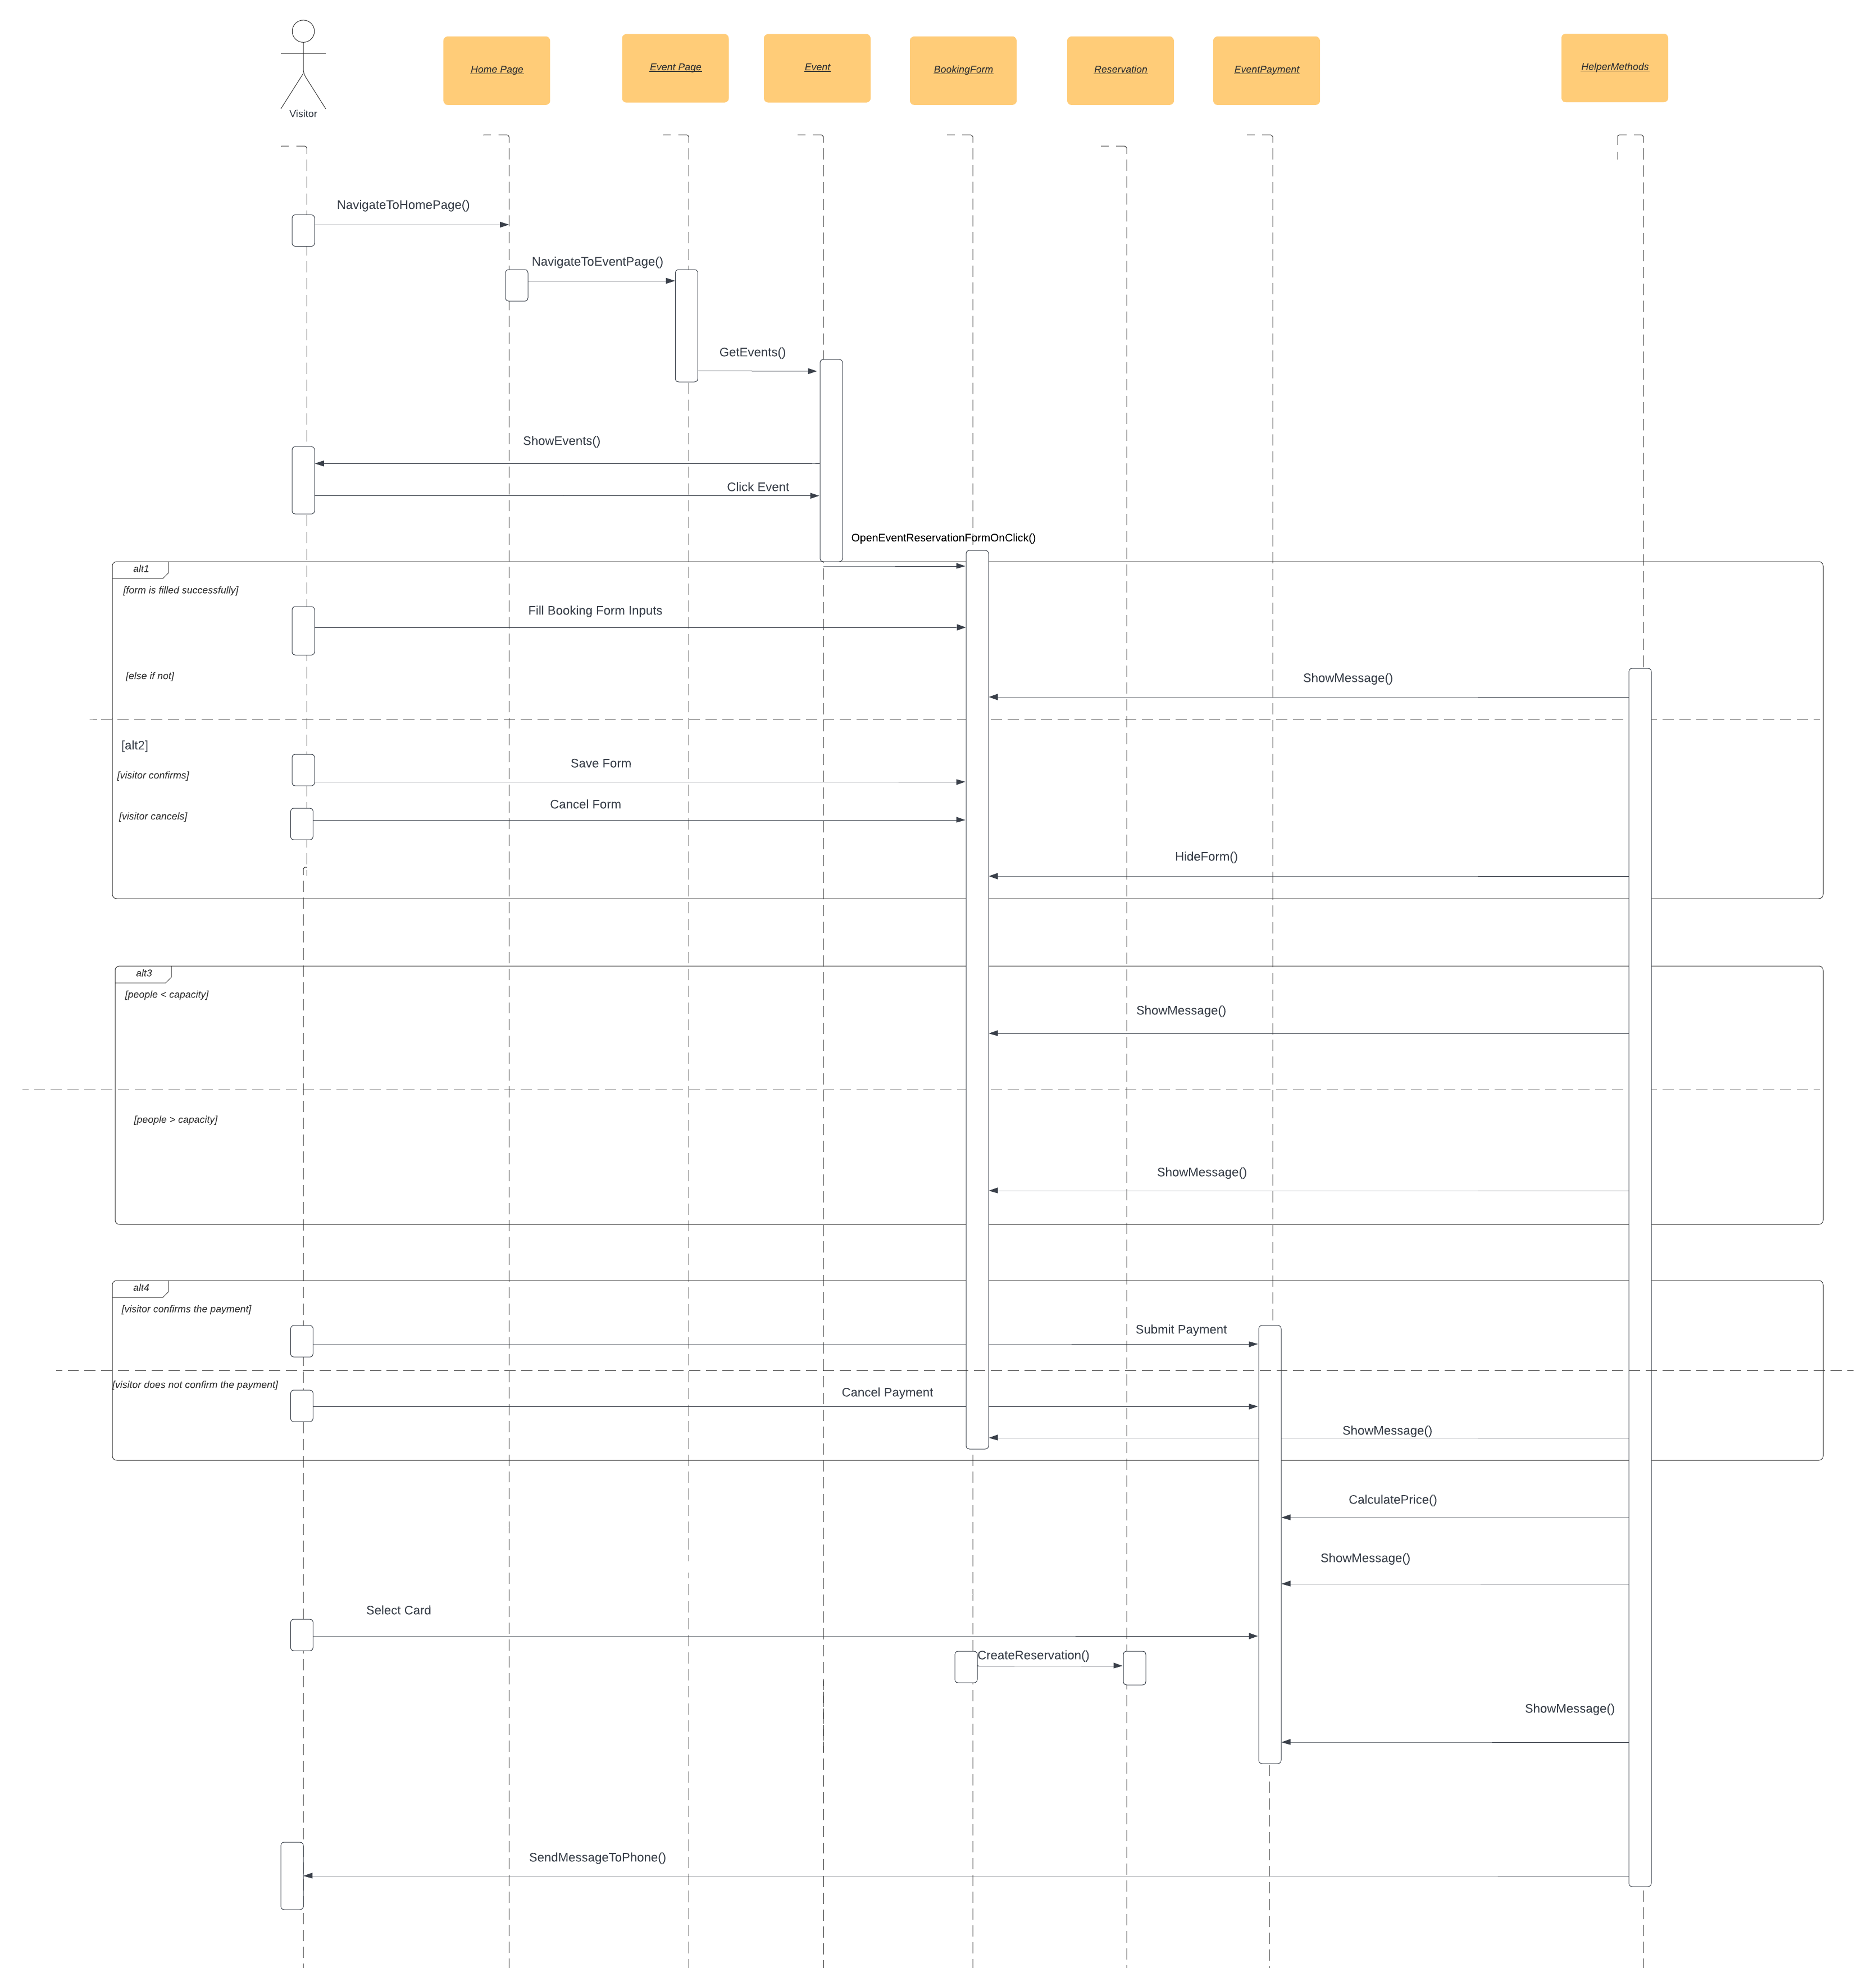 Visitor
Home Page
Event Page
Event
BookingForm
Reservation
EventPayment
HelperMethods
NavigateToHomePage()
NavigateToEventPage()
GetEvents()
ShowEvents()
Click Event
OpenEventReservationFormOnClick()
alt1
[form is filled successfully]
Fill Booking Form Inputs
[else if not]
ShowMessage()
[alt2]
Save Form
[visitor confirms]
Cancel Form
[visitor cancels]
HideForm()
alt3
[people < capacity]
ShowMessage()
[people > capacity]
ShowMessage()
alt4
[visitor confirms the payment]
Submit Payment
[visitor does not confirm the payment]
Cancel Payment
ShowMessage()
CalculatePrice()
ShowMessage()
Select Card
CreateReservation()
ShowMessage()
SendMessageToPhone()